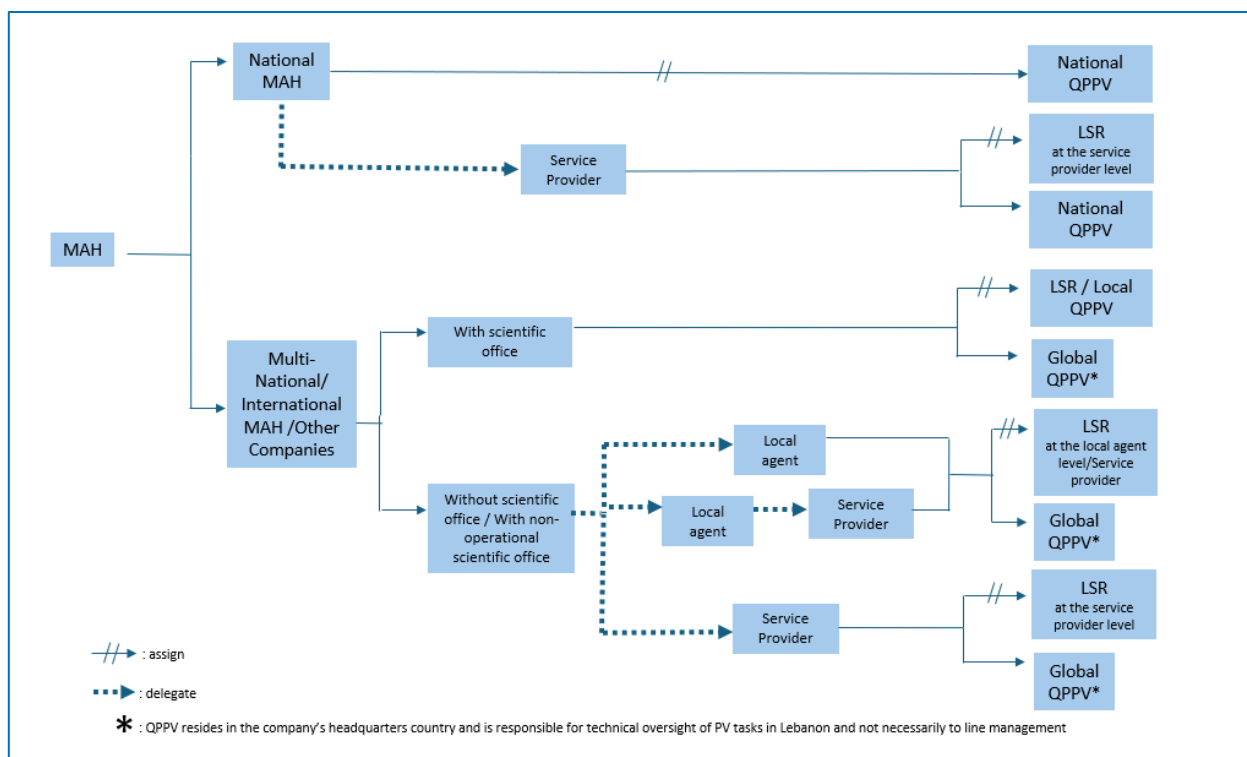 National
MAH
National
QPPV
LSR
at the service
provider level
Service
Provider
National
QPPV
MAH
LSR / Local
QPPV
With scientific
office
Global
QPPV*
Multi-
National/
International
MAH /Other
Companies
LSR
at the local agent
level/Service
provider
Local
agent
Without scientific
office / With non-
operational
scientific office
Local
agent
Service
Provider
Global
QPPV*
LSR
at the service
provider level
Service
Provider
Global
QPPV*
: assign
: delegate
* : QPPV resides in the company's headquarters country and is responsible for technical oversight of PV tasks in Lebanon and not necessarily to line management